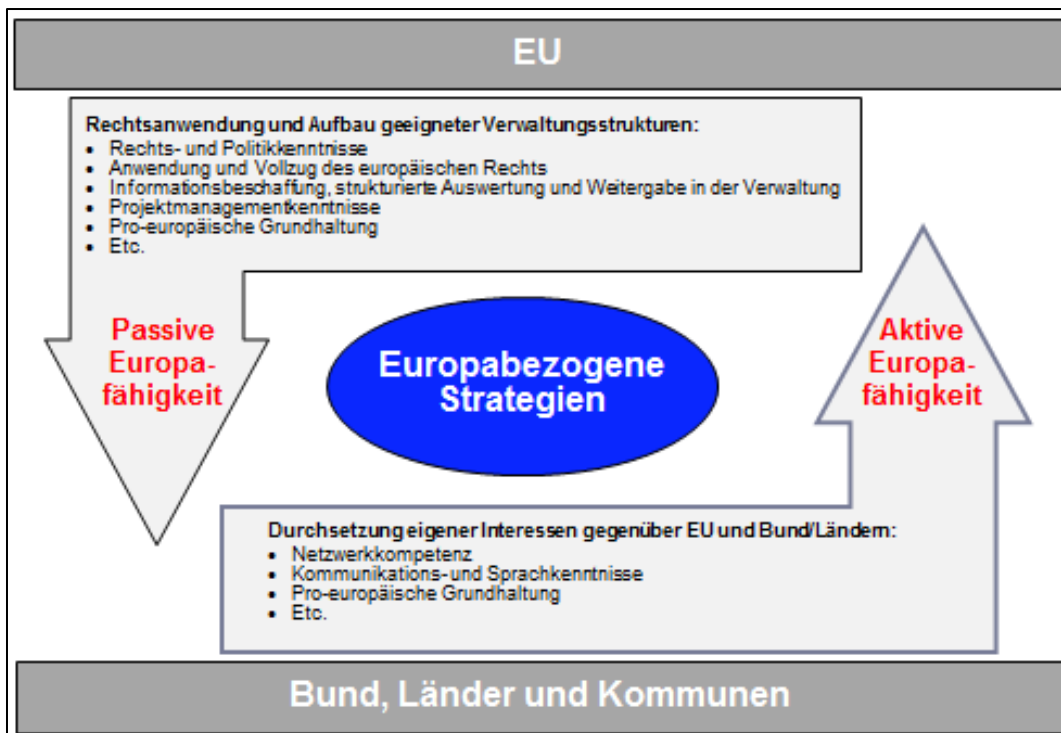 EU
Rechtsanwendung und Aufbau geeigneter Verwaltungsstrukturen:
• Rechts- und Politikkenntnisse
• Anwendung und Vollzug des europäischen Rechts
• Informationsbeschaffung, strukturierte Auswertung und Weitergabe in der Verwaltung
• Projektmanagementkenntnisse
• Pro-europäische Grundhaltung
• Etc.
Passive
Europa-
fähigkeit
Europabezogene
Strategien
Aktive
Europa-
fähigkeit
Durchsetzung eigener Interessen gegenüber EU und Bund/Ländern:
• Netzwerkkompetenz
• Kommunikations- und Sprachkenntnisse
• Pro-europäische Grundhaltung
• Etc.
Bund, Länder und Kommunen